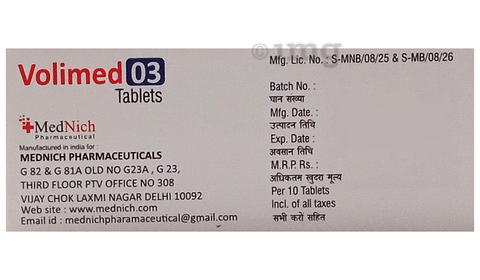 Volimed 03
Tablets
MedNich
Pharmaceutical
Manufactured in india for:
MEDNICH PHARMACEUTICALS
G 82 & G 81A OLD NO G23A , G 23,
THIRD FLOOR PTV OFFICE NO 308
VIJAY CHOK LAXMI NAGAR DELHI 10092
Web site : www.mednich.com
Email id : mednichpharamaceutical@gmail.com
1mg
Mfg. Lic. No. : S-MNB/08/25 & S-MB/08/26
Batch No. :
घान संख्या
Mfg. Date. :
उत्पादन तिथि
Exp. Date :
अवसान तिथि
M.R.P. Rs. :
अधिकतम खुदरा मूल्य
Per 10 Tablets
Incl. of all taxes
सभी करों सहित